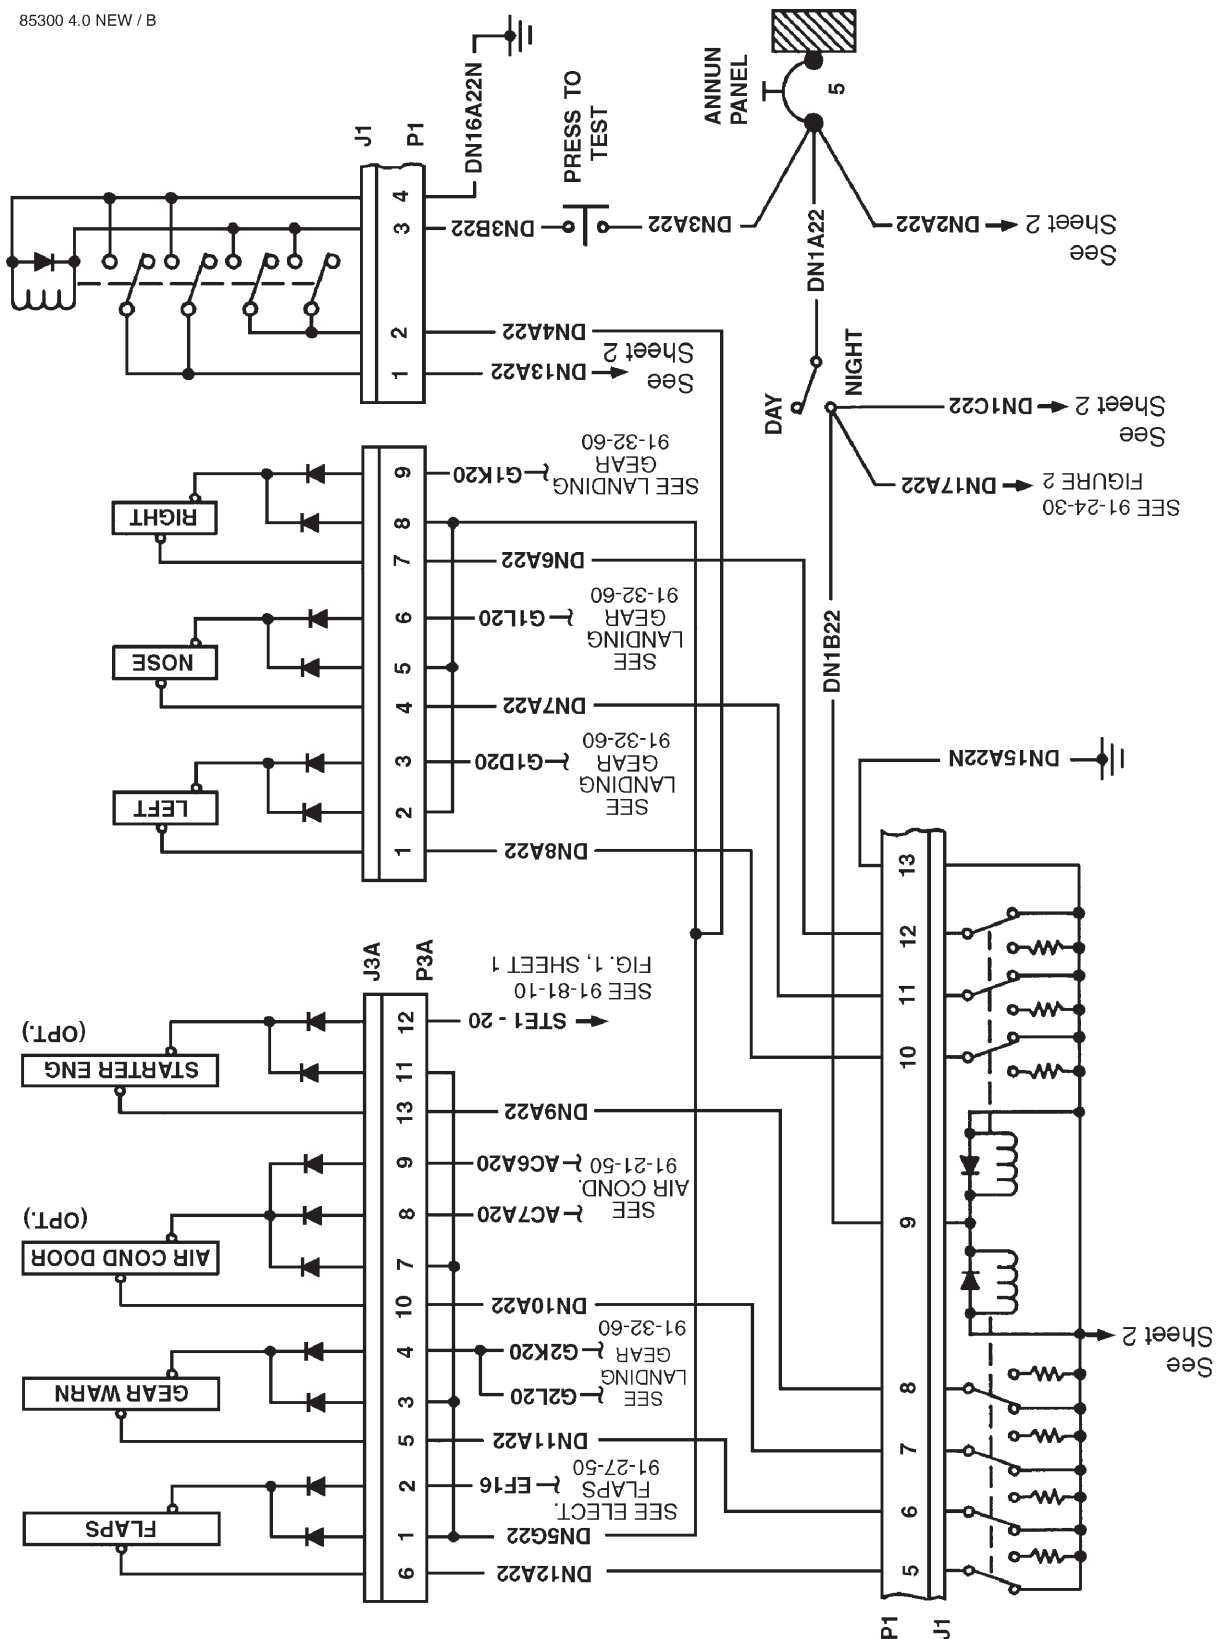 85300 4.0 NEW / B
J1
P1
4
3
2
1
DN16A22N
DN3B22
PRESS TO
TEST
DN3A22
ANNUN
PANEL
5
DN1A22
DN2A22
See
Sheet 2
DN4A22
DN13A22
See
Sheet 2
DAY
NIGHT
DN1C22
See
Sheet 2
DN17A22
SEE 91-24-30
FIGURE 2
DN1B22
RIGHT
9
8
7
G1K20
SEE LANDING
GEAR
91-32-60
DN6A22
NOSE
6
5
4
G1L20
SEE
LANDING
GEAR
91-32-60
DN7A22
LEFT
3
2
1
G1D20
SEE
LANDING
GEAR
91-32-60
DN8A22
DN15A22N
J3A
P3A
STARTER ENG
(OPT.)
12
11
13
STE1 - 20
SEE 91-81-10
FIG. 1, SHEET 1
DN9A22
AIR COND DOOR
(OPT.)
9
8
7
10
AC6A20
AC7A20
SEE
AIR COND.
91-21-50
DN10A22
GEAR WARN
4
3
5
G2K20
G2L20
SEE
LANDING
GEAR
91-32-60
DN11A22
FLAPS
2
1
6
EF16
SEE ELECT.
FLAPS
91-27-50
DN5G22
DN12A22
13
12
11
10
9
8
7
6
5
P1
J1
See
Sheet 2